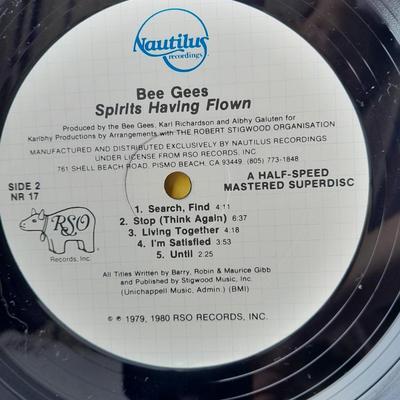 Nautilus
recordings
Bee Gees
Spirits Having Flown
Produced by the Bee Gees, Karl Richardson and Albhy Galuten for
Karlbhy Productions by Arrangements with THE ROBERT STIGWOOD ORGANISATION
MANUFACTURED AND DISTRIBUTED EXCLUSIVELY BY NAUTILUS RECORDINGS
UNDER LICENSE FROM RSO RECORDS, INC.
761 SHELL BEACH ROAD, PISMO BEACH, CA 93449 (805) 773-1848
SIDE 2
NR 17
A HALF-SPEED
MASTERED SUPERDISC
1. Search, Find 4:11
2. Stop (Think Again) 6:37
3. Living Together 4:18
4. I'm Satisfied 3:53
5. Until 2:25
RSO
Records, Inc.
All Titles Written by Barry, Robin & Maurice Gibb
and Published by Stigwood Music, Inc.
(Unichappell Music, Admin.) (BMI)
© ℗ 1979, 1980 RSO RECORDS, INC.